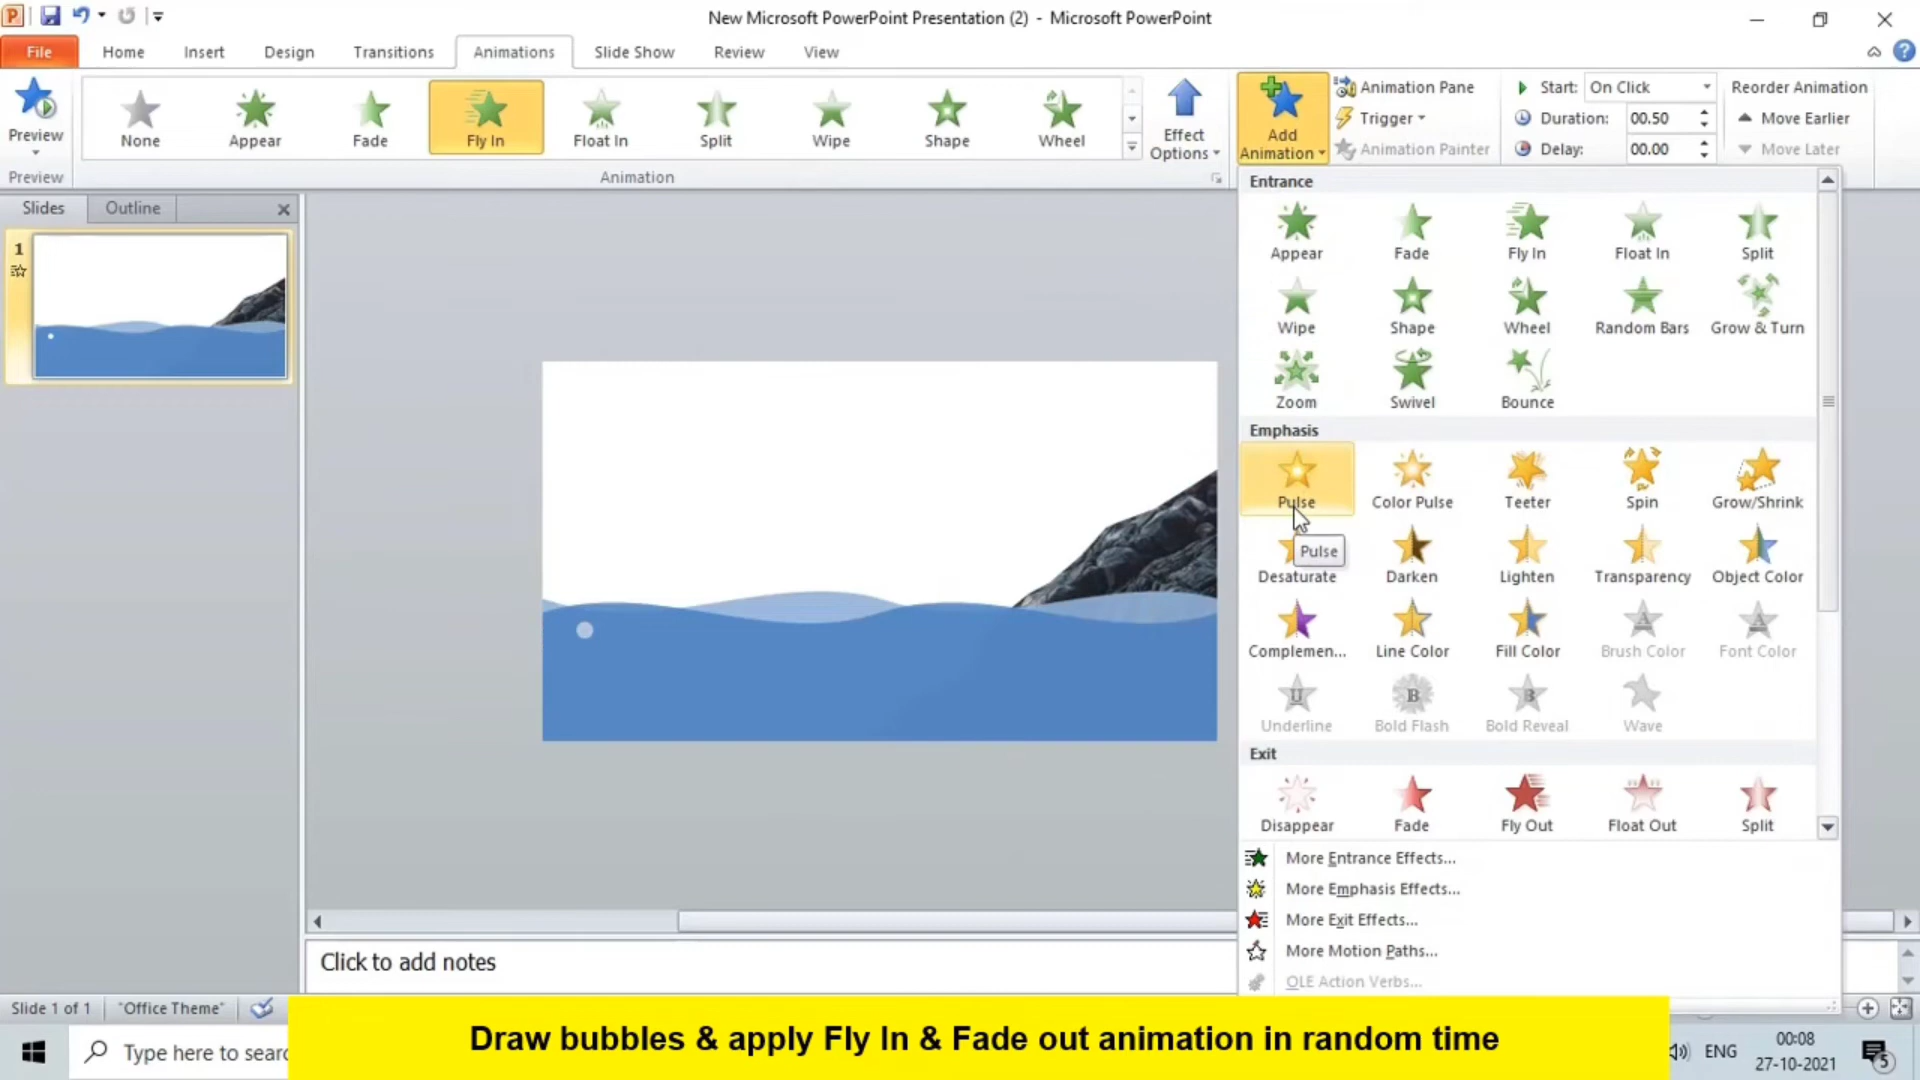 New Microsoft PowerPoint Presentation (2) - Microsoft PowerPoint
File Home Insert Design Transitions Animations Slide Show Review View
Preview
None Appear Fade Fly In Float In Split Wipe Shape Wheel
Effect Options
Add Animation
Animation Pane
Trigger
Animation Painter
Start: On Click
Duration: 00.50
Delay: 00.00
Reorder Animation
Move Earlier
Move Later
Preview
Animation
Slides Outline
1
Entrance
Appear Fade Fly In Float In Split
Wipe Shape Wheel Random Bars Grow & Turn
Zoom Swivel Bounce
Emphasis
Pulse Color Pulse Teeter Spin Grow/Shrink
Pulse
Desaturate Darken Lighten Transparency Object Color
Complemen... Line Color Fill Color Brush Color Font Color
Underline Bold Flash Bold Reveal Wave
Exit
Disappear Fade Fly Out Float Out Split
More Entrance Effects...
More Emphasis Effects...
More Exit Effects...
More Motion Paths...
OLE Action Verbs...
Click to add notes
Slide 1 of 1 "Office Theme"
Draw bubbles & apply Fly In & Fade out animation in random time
Type here to searc
ENG
00:08
27-10-2021
5